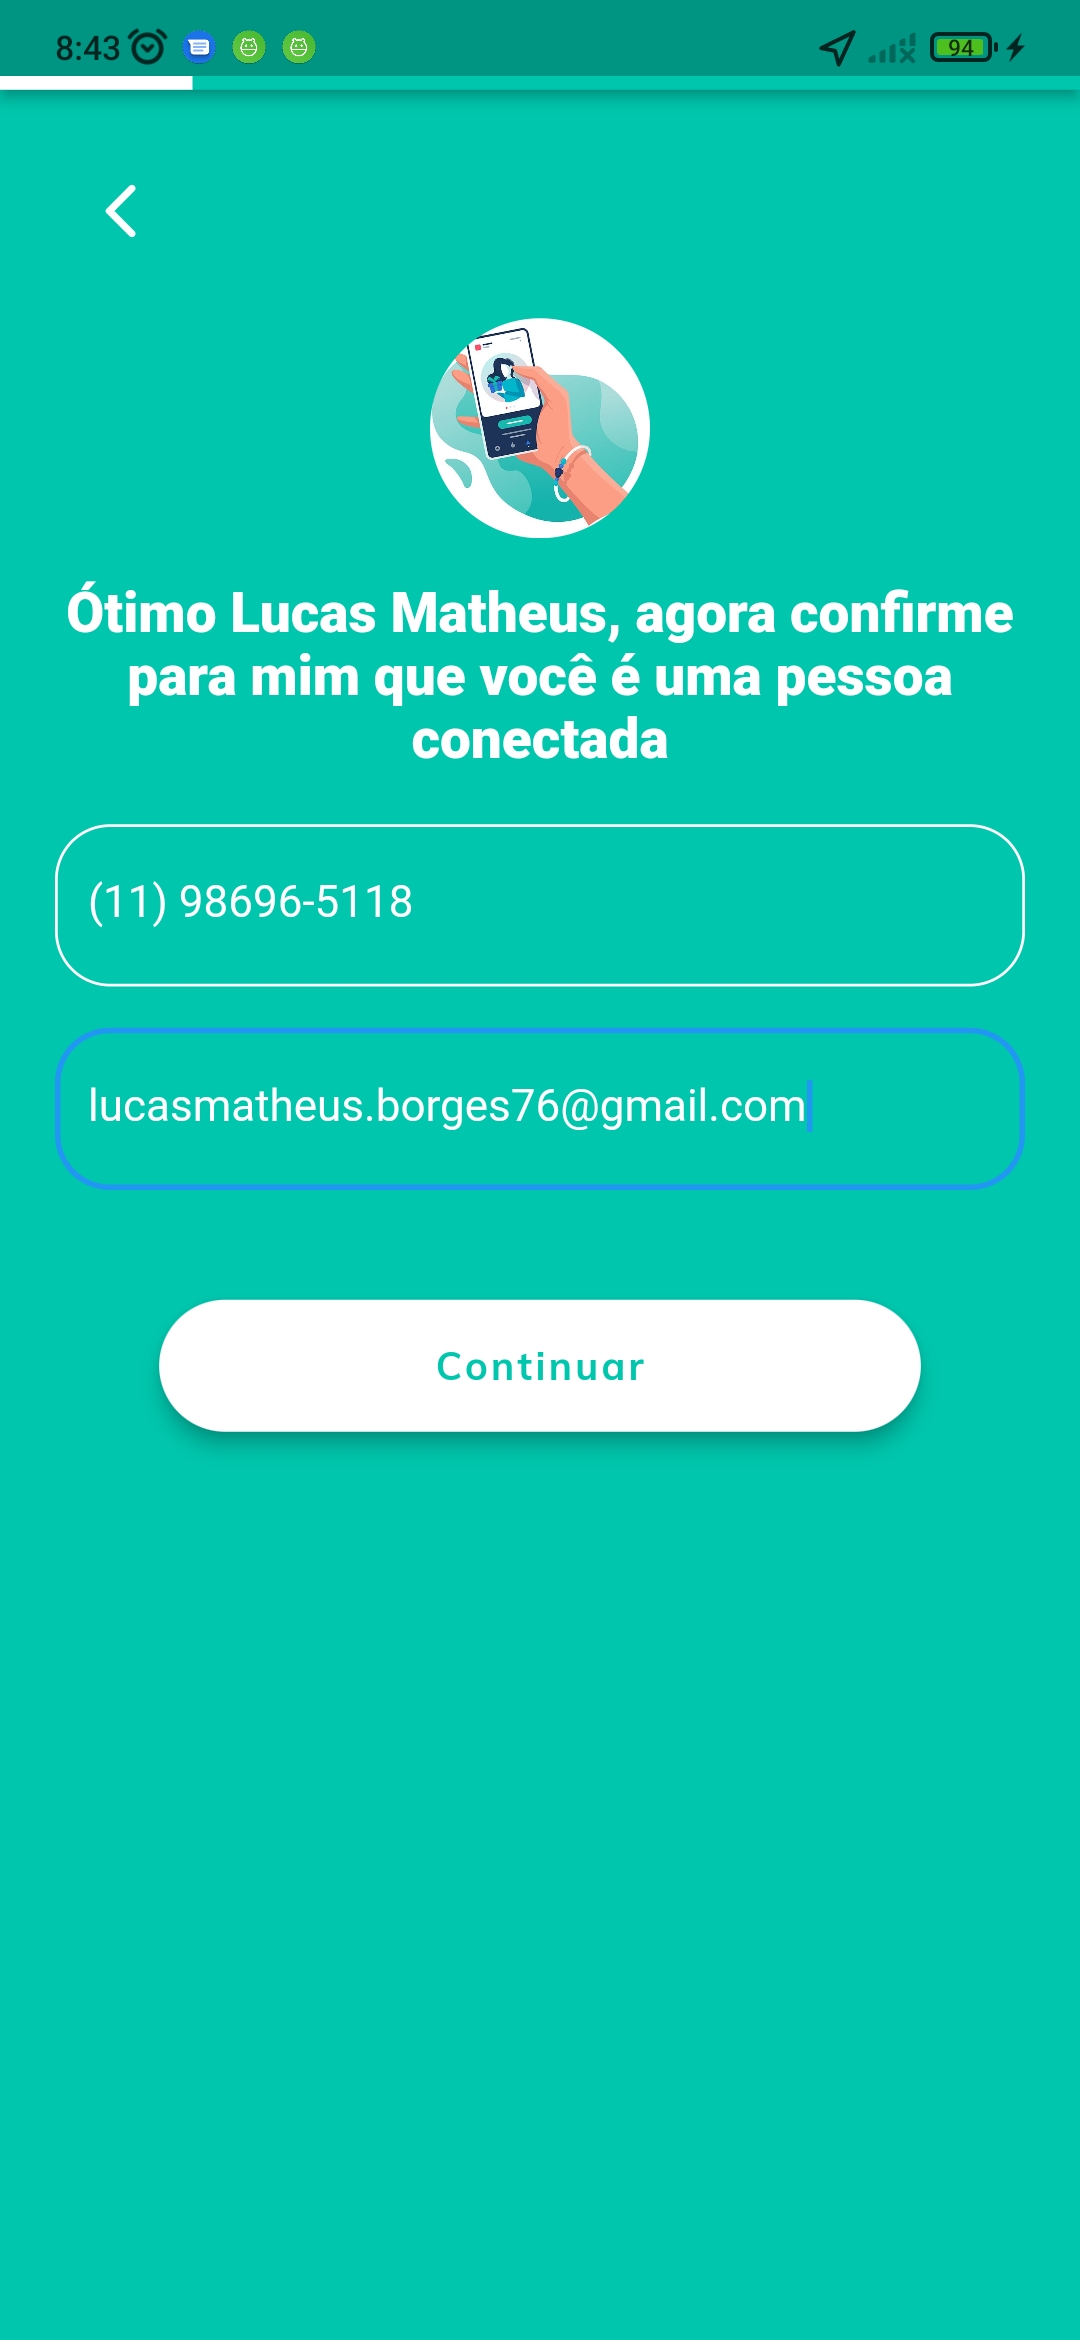 8:43
94
Ótimo Lucas Matheus, agora confirme
para mim que você é uma pessoa
conectada
(11) 98696-5118
lucasmatheus.borges76@gmail.com
Continuar